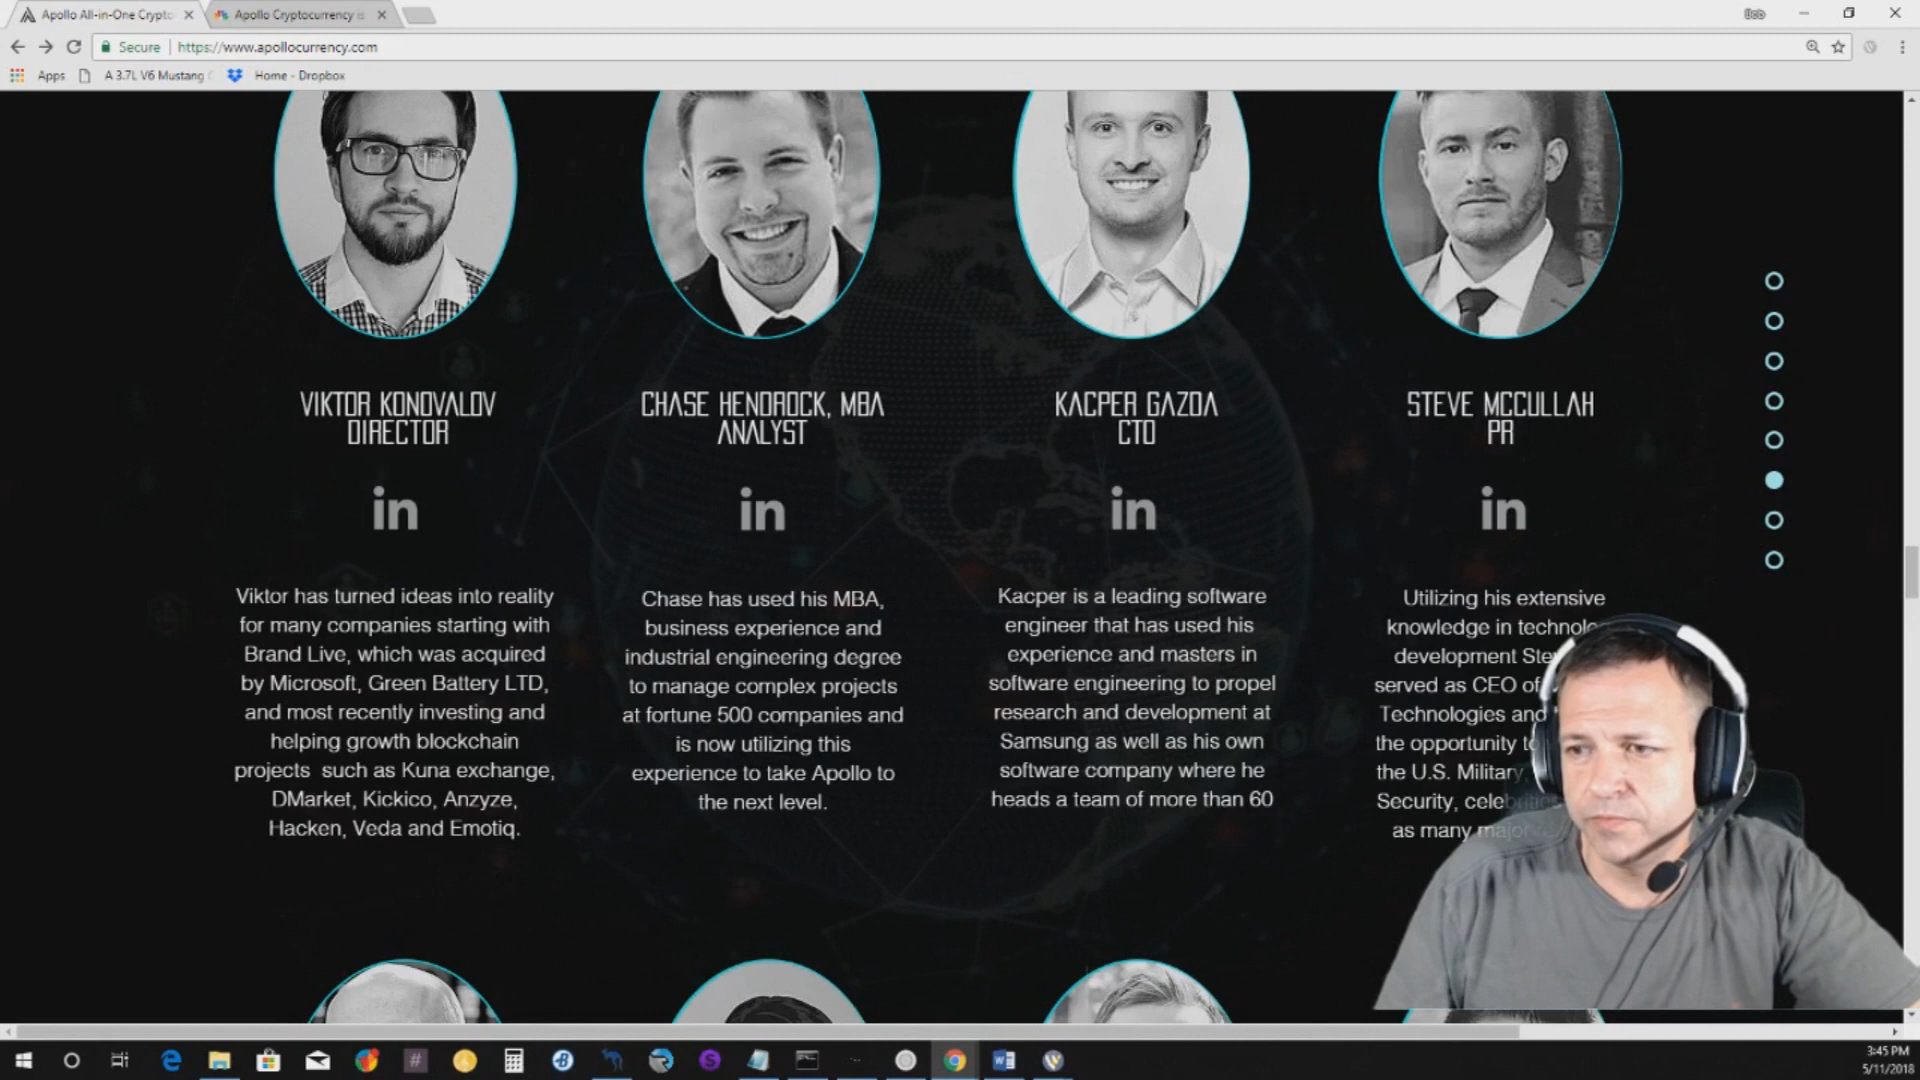 Apollo All-in-One Crypto
Apollo Cryptocurrency is
Bob
Secure
https://www.apollocurrency.com
Apps
A 3.7L V6 Mustang
Home - Dropbox
VIKTOR KONOVALOV
DIRECTOR
in
Viktor has turned ideas into reality
for many companies starting with
Brand Live, which was acquired
by Microsoft, Green Battery LTD,
and most recently investing and
helping growth blockchain
projects such as Kuna exchange,
DMarket, Kickico, Anzyze,
Hacken, Veda and Emotiq.
CHASE HENDROCK, MBA
ANALYST
in
Chase has used his MBA,
business experience and
industrial engineering degree
to manage complex projects
at fortune 500 companies and
is now utilizing this
experience to take Apollo to
the next level.
KACPER GAZDA
CTO
in
Kacper is a leading software
engineer that has used his
experience and masters in
software engineering to propel
research and development at
Samsung as well as his own
software company where he
heads a team of more than 60
STEVE MCCULLAH
PR
in
Utilizing his extensive
knowledge in technolo
development Ste
served as CEO of
Technologies and
the opportunity to
the U.S. Military,
Security, celebrities
as many major
3:45 PM
5/11/2018